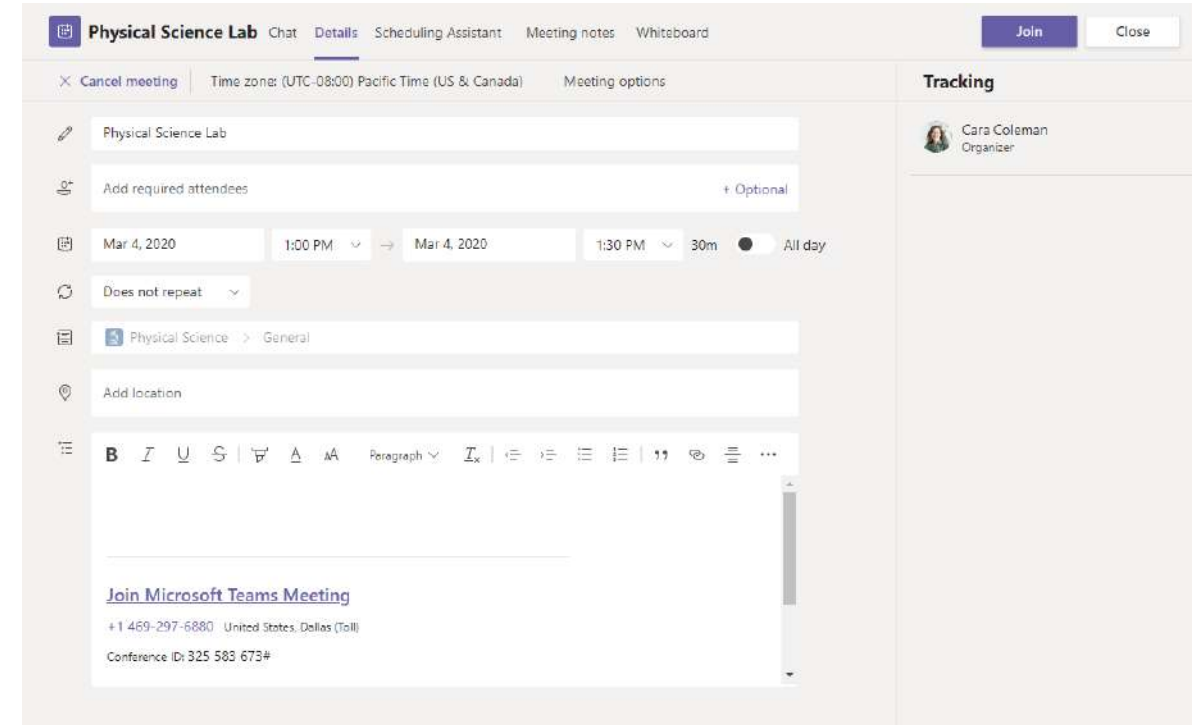 Physical Science Lab Chat Details Scheduling Assistant Meeting notes Whiteboard Join Close
Cancel meeting Time zone: (UTC-08:00) Pacific Time (US & Canada) Meeting options
Tracking
Physical Science Lab
Cara Coleman
Organizer
Add required attendees + Optional
Mar 4, 2020 1:00 PM → Mar 4, 2020 1:30 PM 30m All day
Does not repeat
Physical Science > General
Add location
B I U S A AA Paragraph Tx
Join Microsoft Teams Meeting
+1 469-297-6880 United States, Dallas (Toll)
Conference ID: 325 583 673#